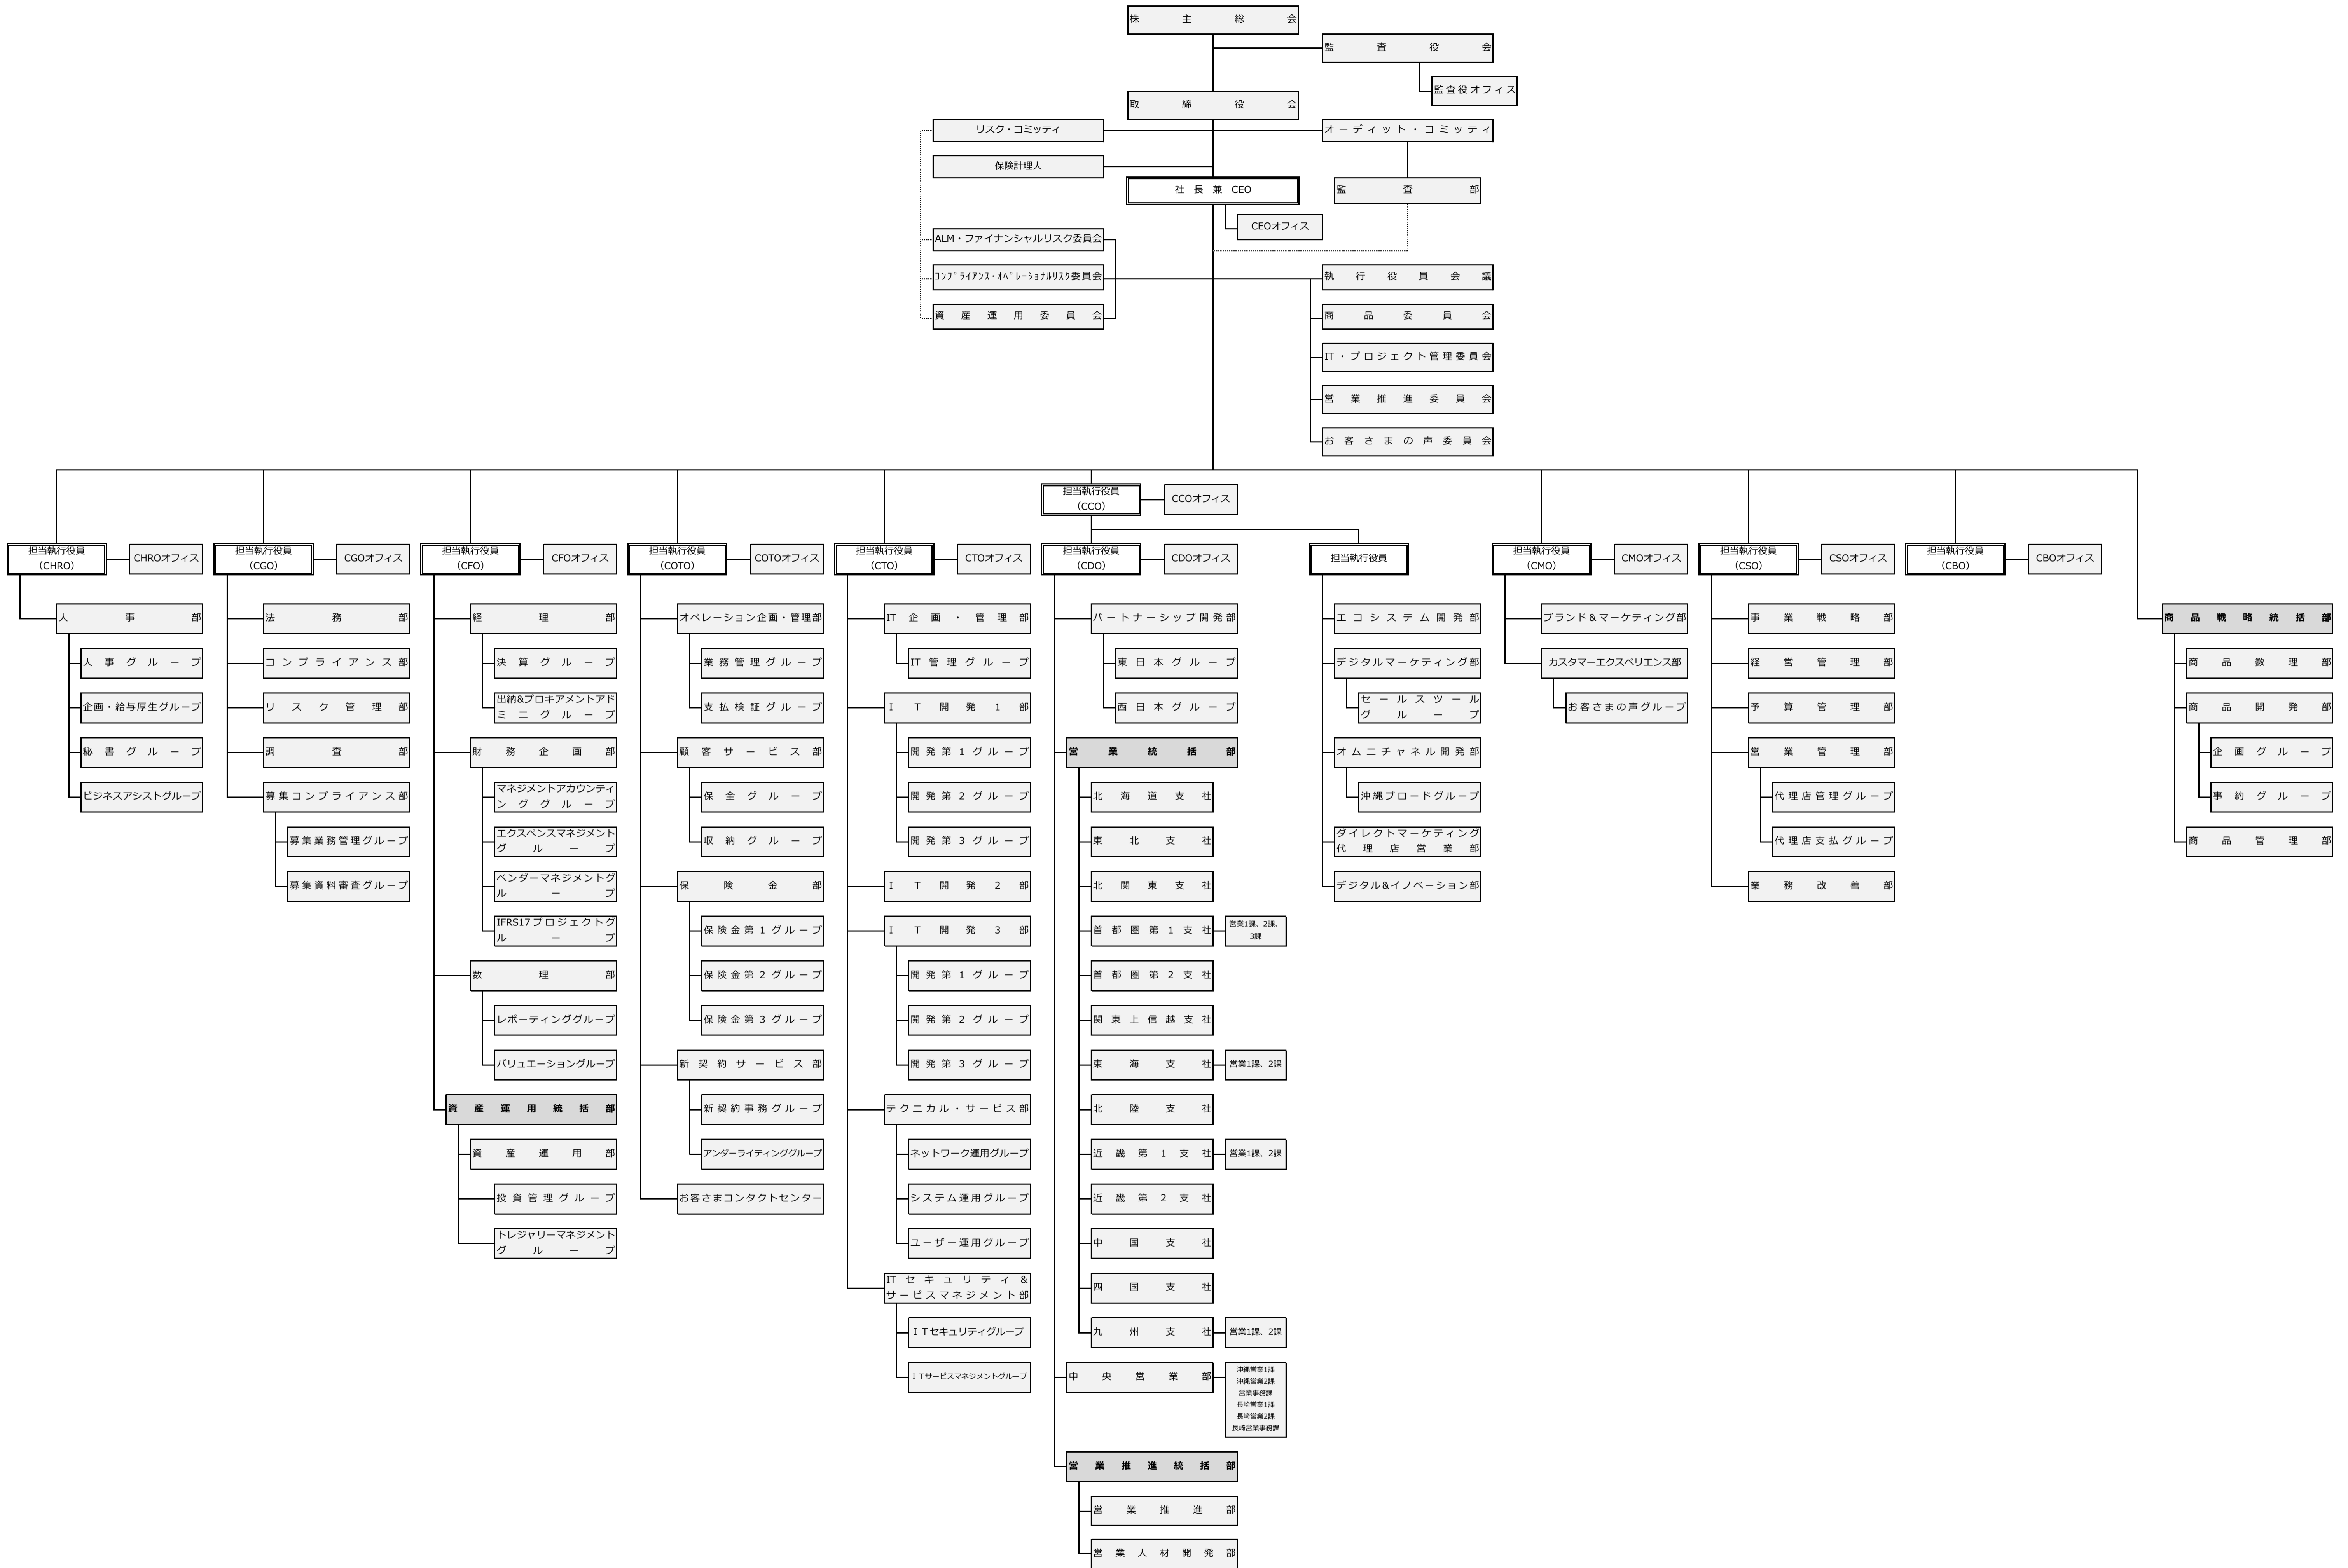 株主総会
監査役会
監査役オフィス
取締役会
リスク・コミッティ
オーディット・コミッティ
保険計理人
社長兼 CEO
監査部
CEOオフィス
ALM・ファイナンシャルリスク委員会
ｺﾝﾌﾟﾗｲｱﾝｽ・ｵﾍﾟﾚｰｼｮﾅﾙﾘｽｸ委員会
執行役員会議
資産運用委員会
商品委員会
IT・プロジェクト管理委員会
営業推進委員会
お客さまの声委員会
担当執行役員
（CCO）
CCOオフィス
担当執行役員
（CHRO）
CHROオフィス
人事部
人事グループ
企画・給与厚生グループ
秘書グループ
ビジネスアシストグループ
担当執行役員
（CGO）
CGOオフィス
法務部
コンプライアンス部
リスク管理部
調査部
募集コンプライアンス部
募集業務管理グループ
募集資料審査グループ
担当執行役員
（CFO）
CFOオフィス
経理部
決算グループ
出納&プロキアメントアド
ミニグループ
財務企画部
マネジメントアカウンティ
ンググループ
エクスペンスマネジメント
グループ
ベンダーマネジメントグ
ループ
IFRS17プロジェクトグ
ループ
数理部
レポーティンググループ
バリュエーショングループ
資産運用統括部
資産運用部
投資管理グループ
トレジャリーマネジメント
グループ
担当執行役員
（COTO）
COTOオフィス
オペレーション企画・管理部
業務管理グループ
支払検証グループ
顧客サービス部
保全グループ
収納グループ
保険金部
保険金第1グループ
保険金第2グループ
保険金第3グループ
新契約サービス部
新契約事務グループ
アンダーライティンググループ
お客さまコンタクトセンター
担当執行役員
（CTO）
CTOオフィス
IT企画・管理部
IT管理グループ
ＩＴ開発1部
開発第1グループ
開発第2グループ
開発第3グループ
ＩＴ開発2部
ＩＴ開発3部
開発第1グループ
開発第2グループ
開発第3グループ
テクニカル・サービス部
ネットワーク運用グループ
システム運用グループ
ユーザー運用グループ
ITセキュリティ&
サービスマネジメント部
ＩＴセキュリティグループ
ＩＴサービスマネジメントグループ
担当執行役員
（CDO）
CDOオフィス
パートナーシップ開発部
東日本グループ
西日本グループ
営業統括部
北海道支社
東北支社
北関東支社
首都圏第1支社
営業1課、2課、
3課
首都圏第2支社
関東上信越支社
東海支社
営業1課、2課
北陸支社
近畿第1支社
営業1課、2課
近畿第2支社
中国支社
四国支社
九州支社
営業1課、2課
中央営業部
沖縄営業1課
沖縄営業2課
営業事務課
長崎営業1課
長崎営業2課
長崎営業事務課
営業推進統括部
営業推進部
営業人材開発部
担当執行役員
エコシステム開発部
デジタルマーケティング部
セールスツール
グループ
オムニチャネル開発部
沖縄ブロードグループ
ダイレクトマーケティング
代理店営業部
デジタル&イノベーション部
担当執行役員
（CMO）
CMOオフィス
ブランド＆マーケティング部
カスタマーエクスペリエンス部
お客さまの声グループ
担当執行役員
（CSO）
CSOオフィス
事業戦略部
経営管理部
予算管理部
営業管理部
代理店管理グループ
代理店支払グループ
業務改善部
担当執行役員
（CBO）
CBOオフィス
商品戦略統括部
商品数理部
商品開発部
企画グループ
事約グループ
商品管理部